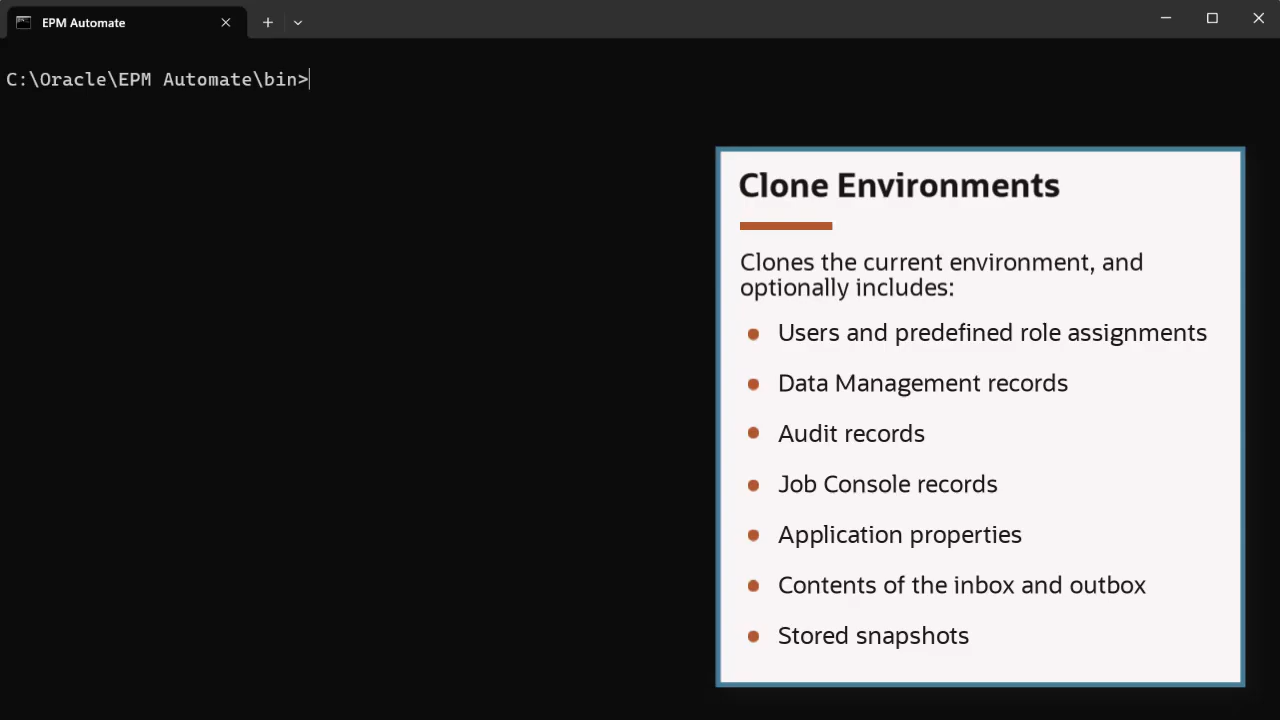 EPM Automate
C:\Oracle\EPM Automate\bin>
Clone Environments
Clones the current environment, and
optionally includes:
Users and predefined role assignments
Data Management records
Audit records
Job Console records
Application properties
Contents of the inbox and outbox
Stored snapshots